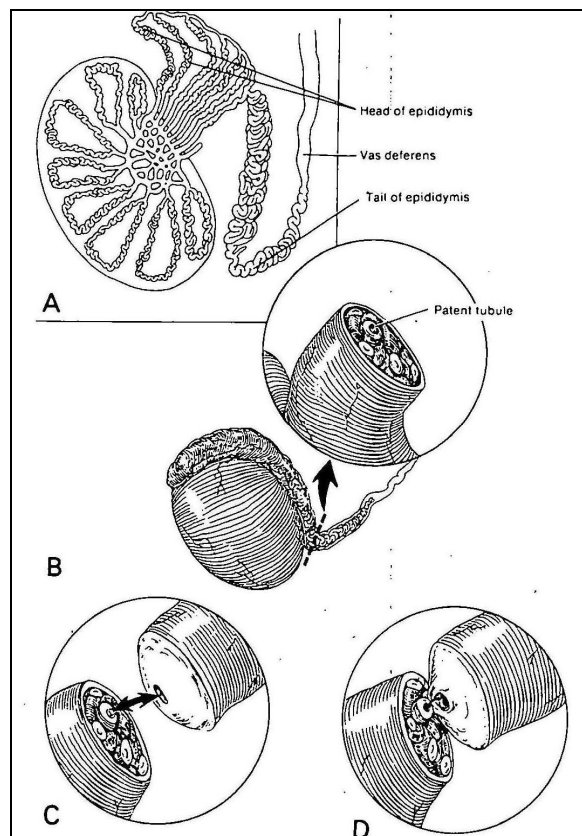 Head of epididymis
Vas deferens
Tail of epididymis
A
Patent tubule
B
C
D